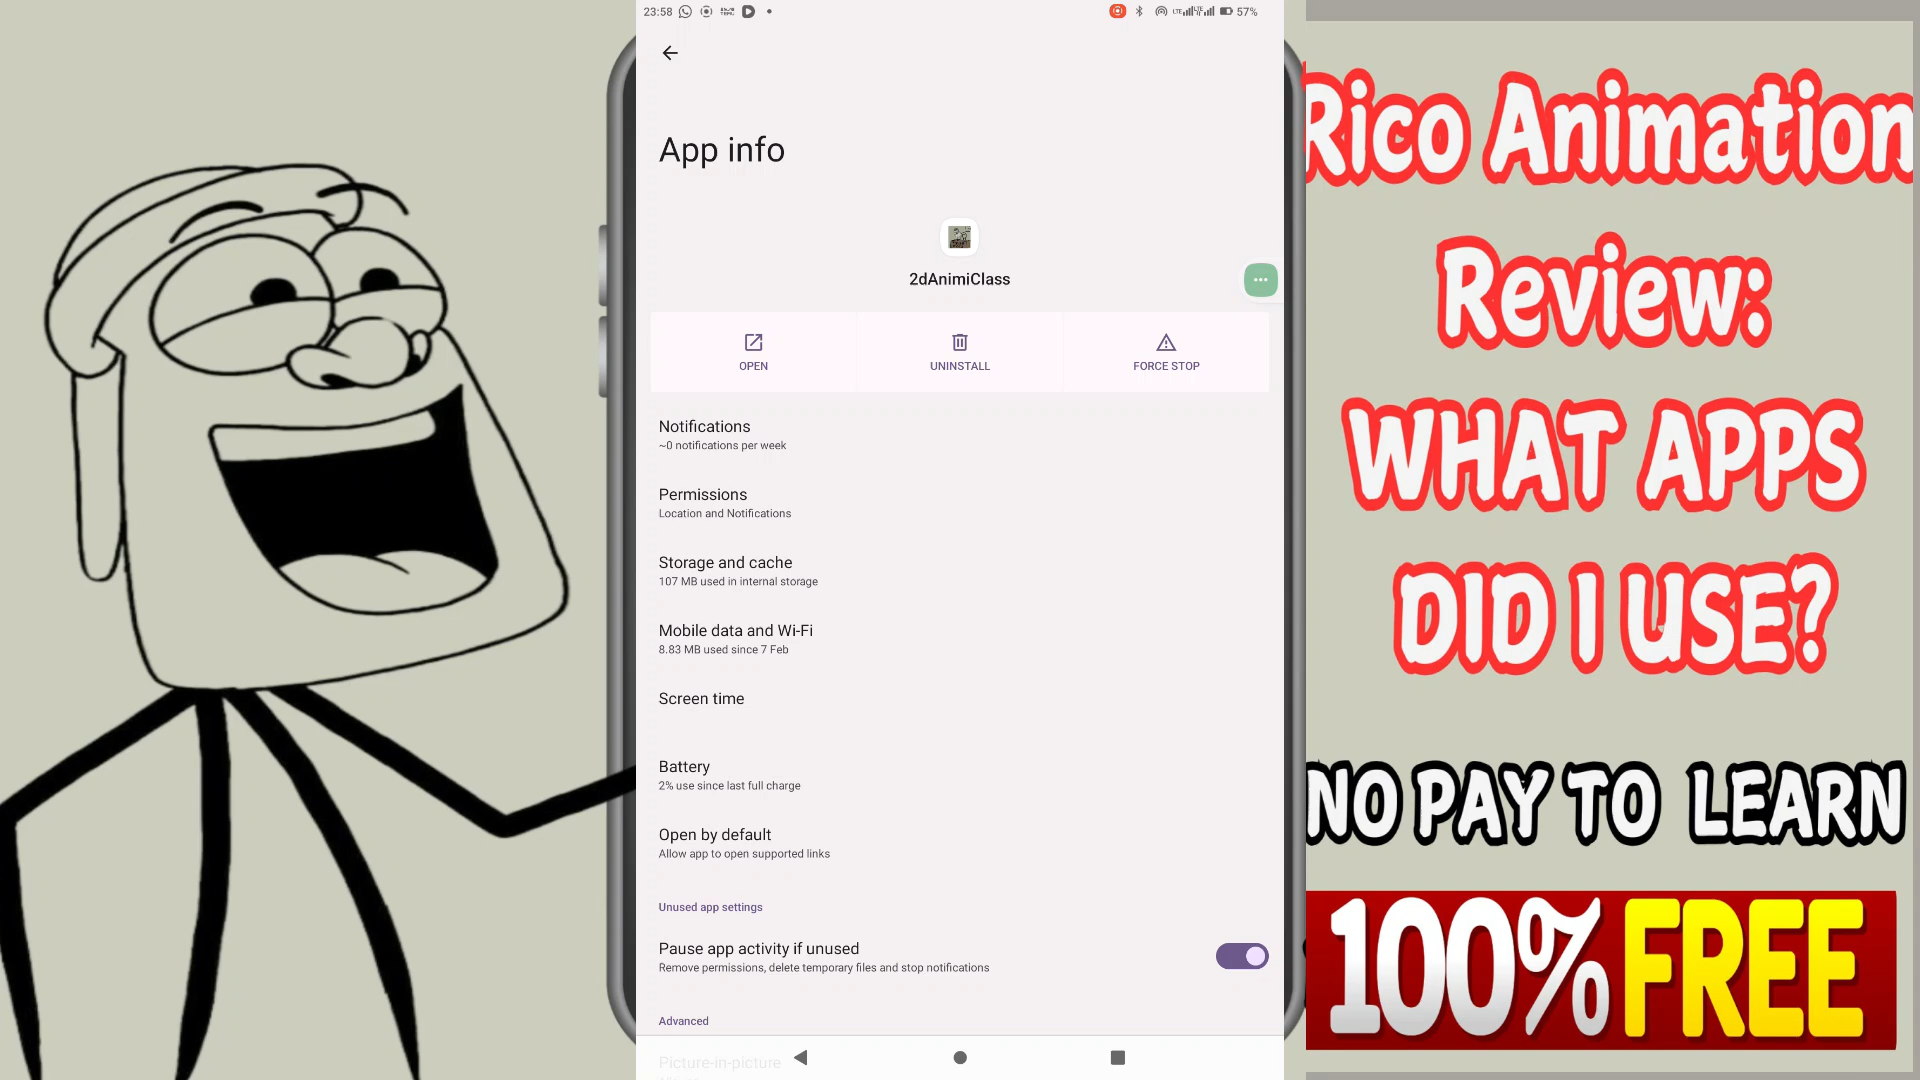 23:58
57%
App info
2dAnimiClass
OPEN
UNINSTALL
FORCE STOP
Notifications
~0 notifications per week
Permissions
Location and Notifications
Storage and cache
107 MB used in internal storage
Mobile data and Wi-Fi
8.83 MB used since 7 Feb
Screen time
Battery
2% use since last full charge
Open by default
Allow app to open supported links
Unused app settings
Pause app activity if unused
Remove permissions, delete temporary files and stop notifications
Advanced
Picture-in-picture
Rico Animation
Review:
WHAT APPS
DID I USE?
NO PAY TO LEARN
100% FREE